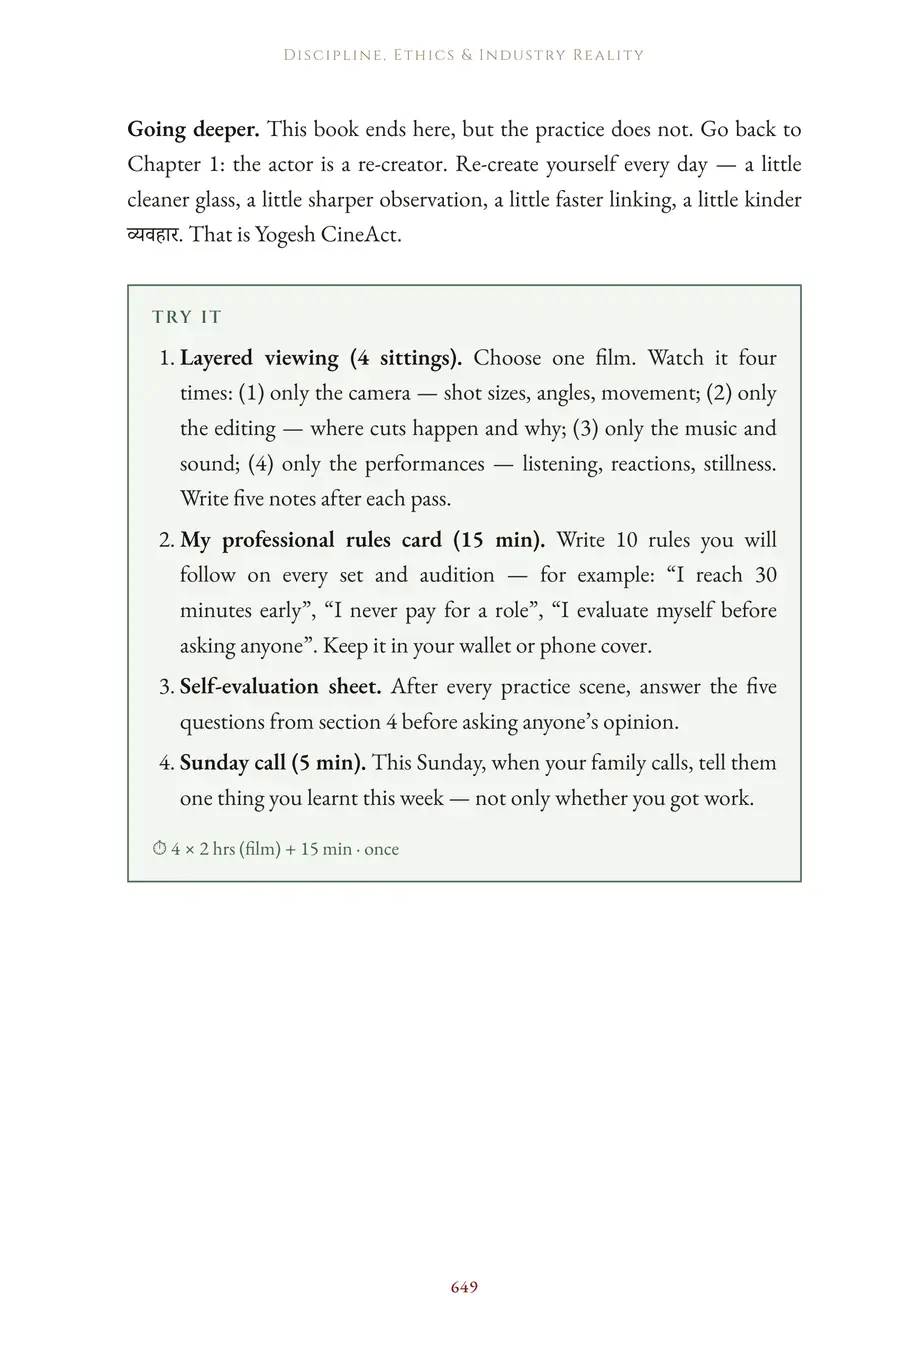 Discipline, Ethics & Industry Reality
Going deeper. This book ends here, but the practice does not. Go back to
Chapter 1: the actor is a re-creator. Re-create yourself every day — a little
cleaner glass, a little sharper observation, a little faster linking, a little kinder
व्यवहार. That is Yogesh CineAct.
TRY IT
1. Layered viewing (4 sittings). Choose one film. Watch it four
times: (1) only the camera — shot sizes, angles, movement; (2) only
the editing — where cuts happen and why; (3) only the music and
sound; (4) only the performances — listening, reactions, stillness.
Write five notes after each pass.
2. My professional rules card (15 min). Write 10 rules you will
follow on every set and audition — for example: “I reach 30
minutes early”, “I never pay for a role”, “I evaluate myself before
asking anyone”. Keep it in your wallet or phone cover.
3. Self-evaluation sheet. After every practice scene, answer the five
questions from section 4 before asking anyone’s opinion.
4. Sunday call (5 min). This Sunday, when your family calls, tell them
one thing you learnt this week — not only whether you got work.
⏱ 4 × 2 hrs (film) + 15 min · once
649